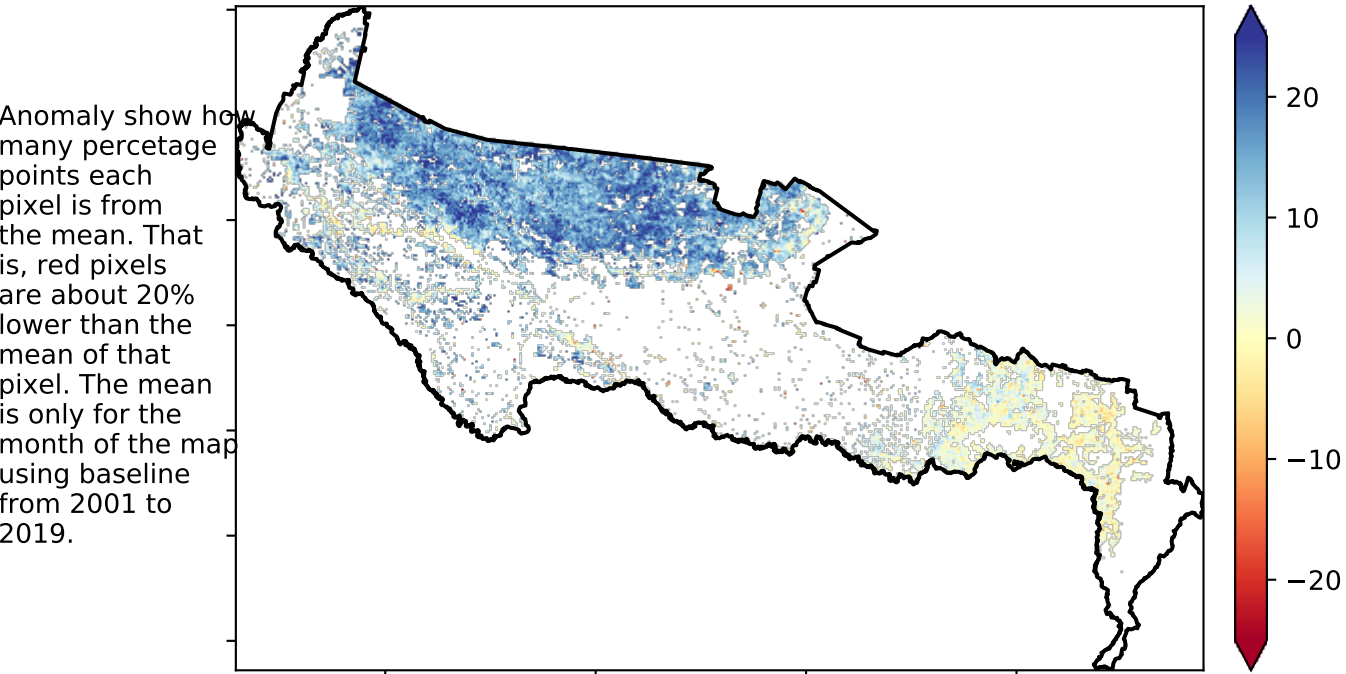 Anomaly show how
many percetage
points each
pixel is from
the mean. That
is, red pixels
are about 20%
lower than the
mean of that
pixel. The mean
is only for the
month of the map
using baseline
from 2001 to
2019.
20
10
0
−10
−20